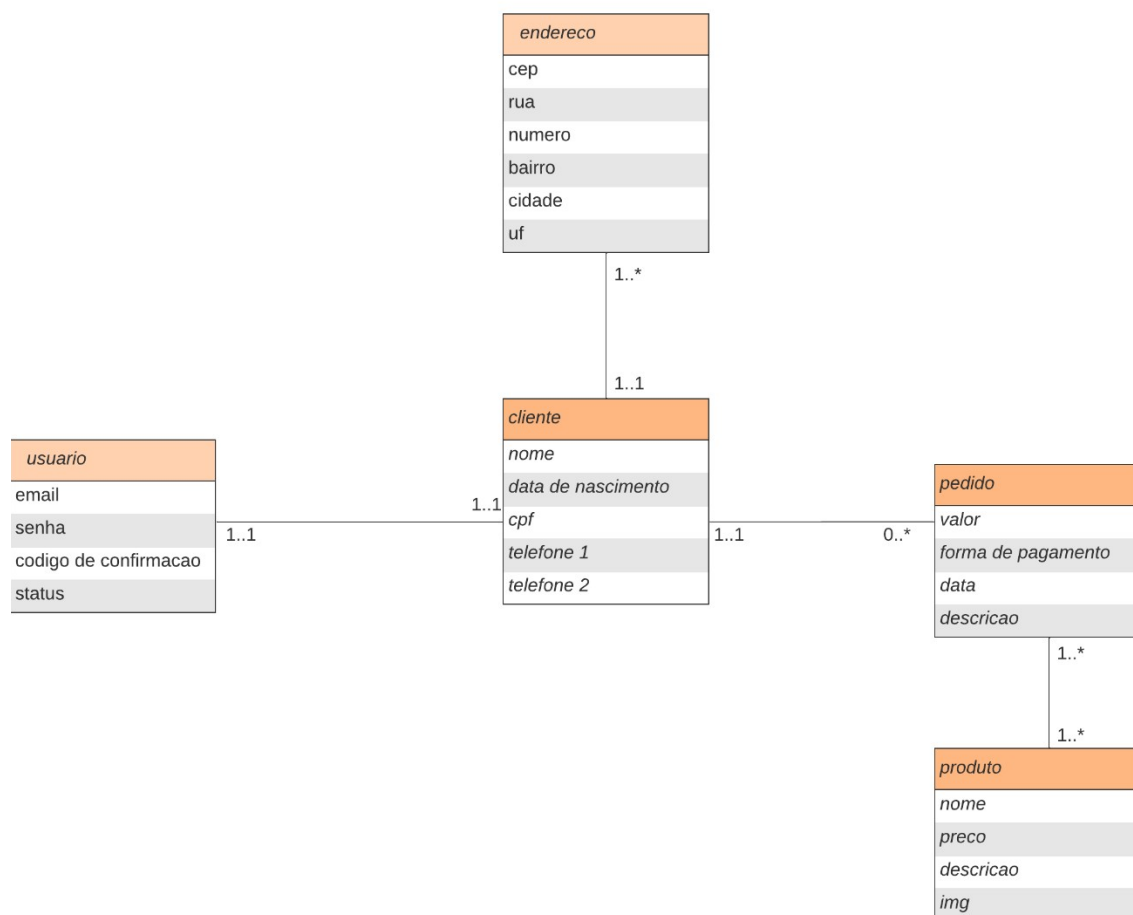 endereco
cep
rua
numero
bairro
cidade
uf
1..*
1..1
cliente
nome
data de nascimento
cpf
telefone 1
telefone 2
usuario
email
senha
codigo de confirmacao
status
1..1
1..1
1..1
0..*
pedido
valor
forma de pagamento
data
descricao
1..*
1..*
produto
nome
preco
descricao
img